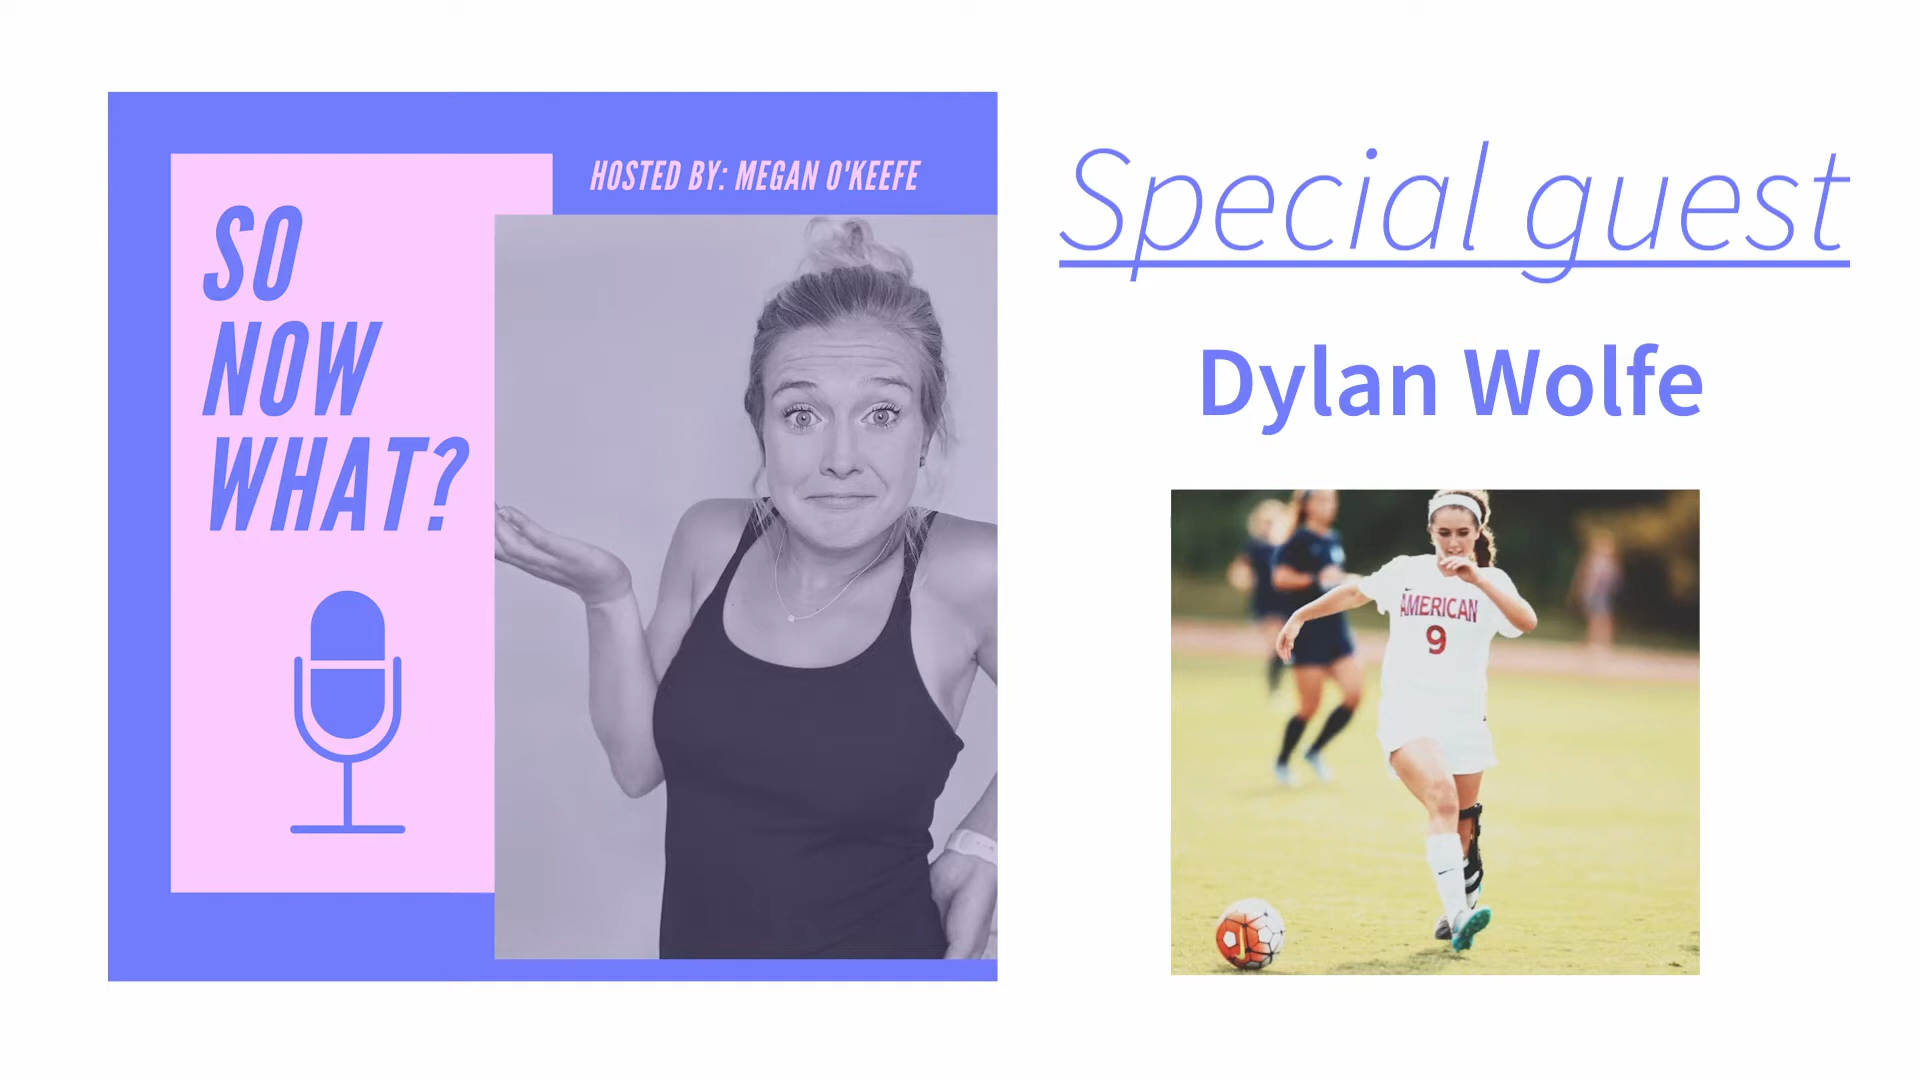 HOSTED BY: MEGAN O'KEEFE
SO
NOW
WHAT?
Special guest
Dylan Wolfe
AMERICAN
9